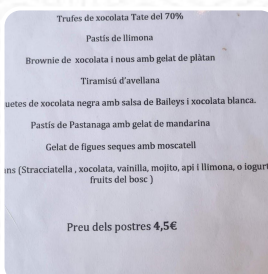 Trufes de xocolata Tate del 70%
Pastís de llimona
Brownie de xocolata i nous amb gelat de plàtan
Tiramisú d'avellana
uetes de xocolata negra amb salsa de Baileys i xocolata blanca.
Pastís de Pastanaga amb gelat de mandarina
Gelat de figues seques amb moscatell
ns (Stracciatella , xocolata, vainilla, mojito, api i llimona, o iogurt
fruits del bosc )
Preu dels postres 4,5€